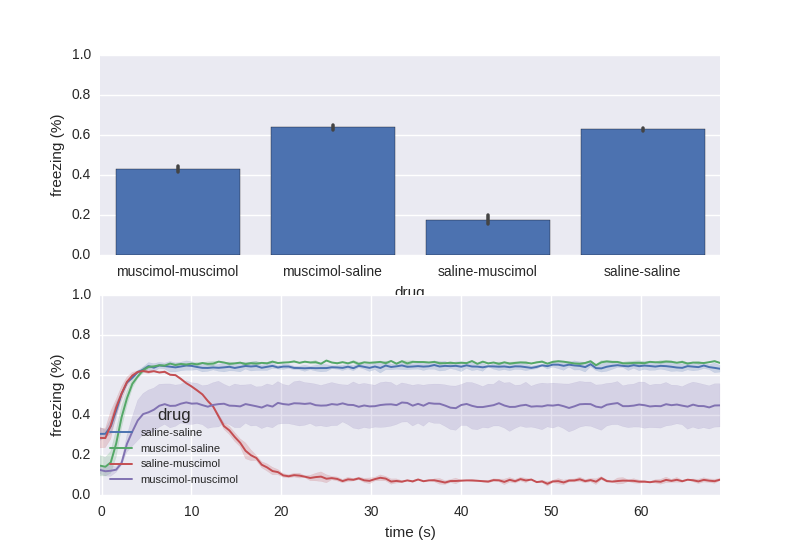 1.0
0.8
0.6
0.4
0.2
0.0
freezing (%)
muscimol-muscimol muscimol-saline saline-muscimol saline-saline
drug
1.0
0.8
0.6
0.4
0.2
0.0
freezing (%)
drug
saline-saline
muscimol-saline
saline-muscimol
muscimol-muscimol
0 10 20 30 40 50 60
time (s)